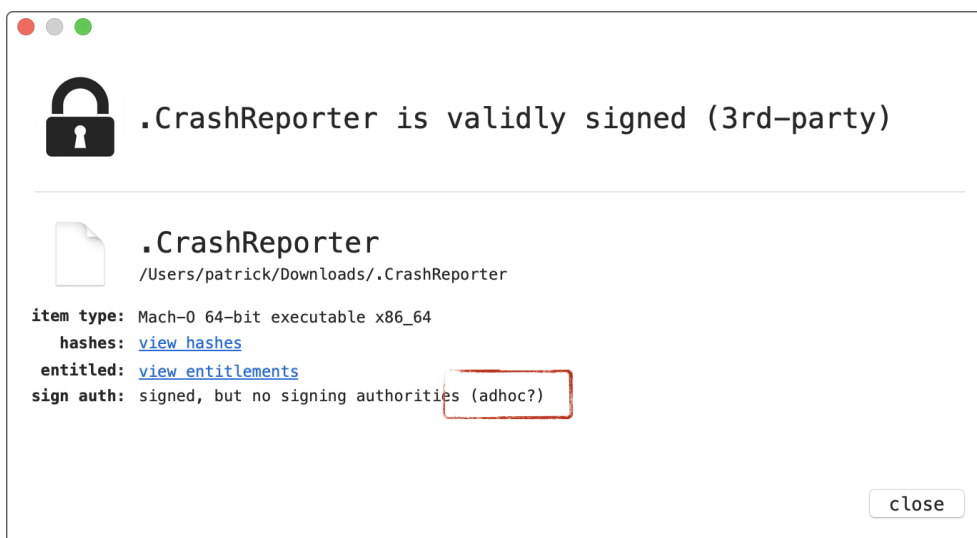 .CrashReporter is validly signed (3rd-party)
.CrashReporter
/Users/patrick/Downloads/.CrashReporter
item type: Mach-O 64-bit executable x86_64
hashes: view hashes
entitled: view entitlements
sign auth: signed, but no signing authorities (adhoc?)
close